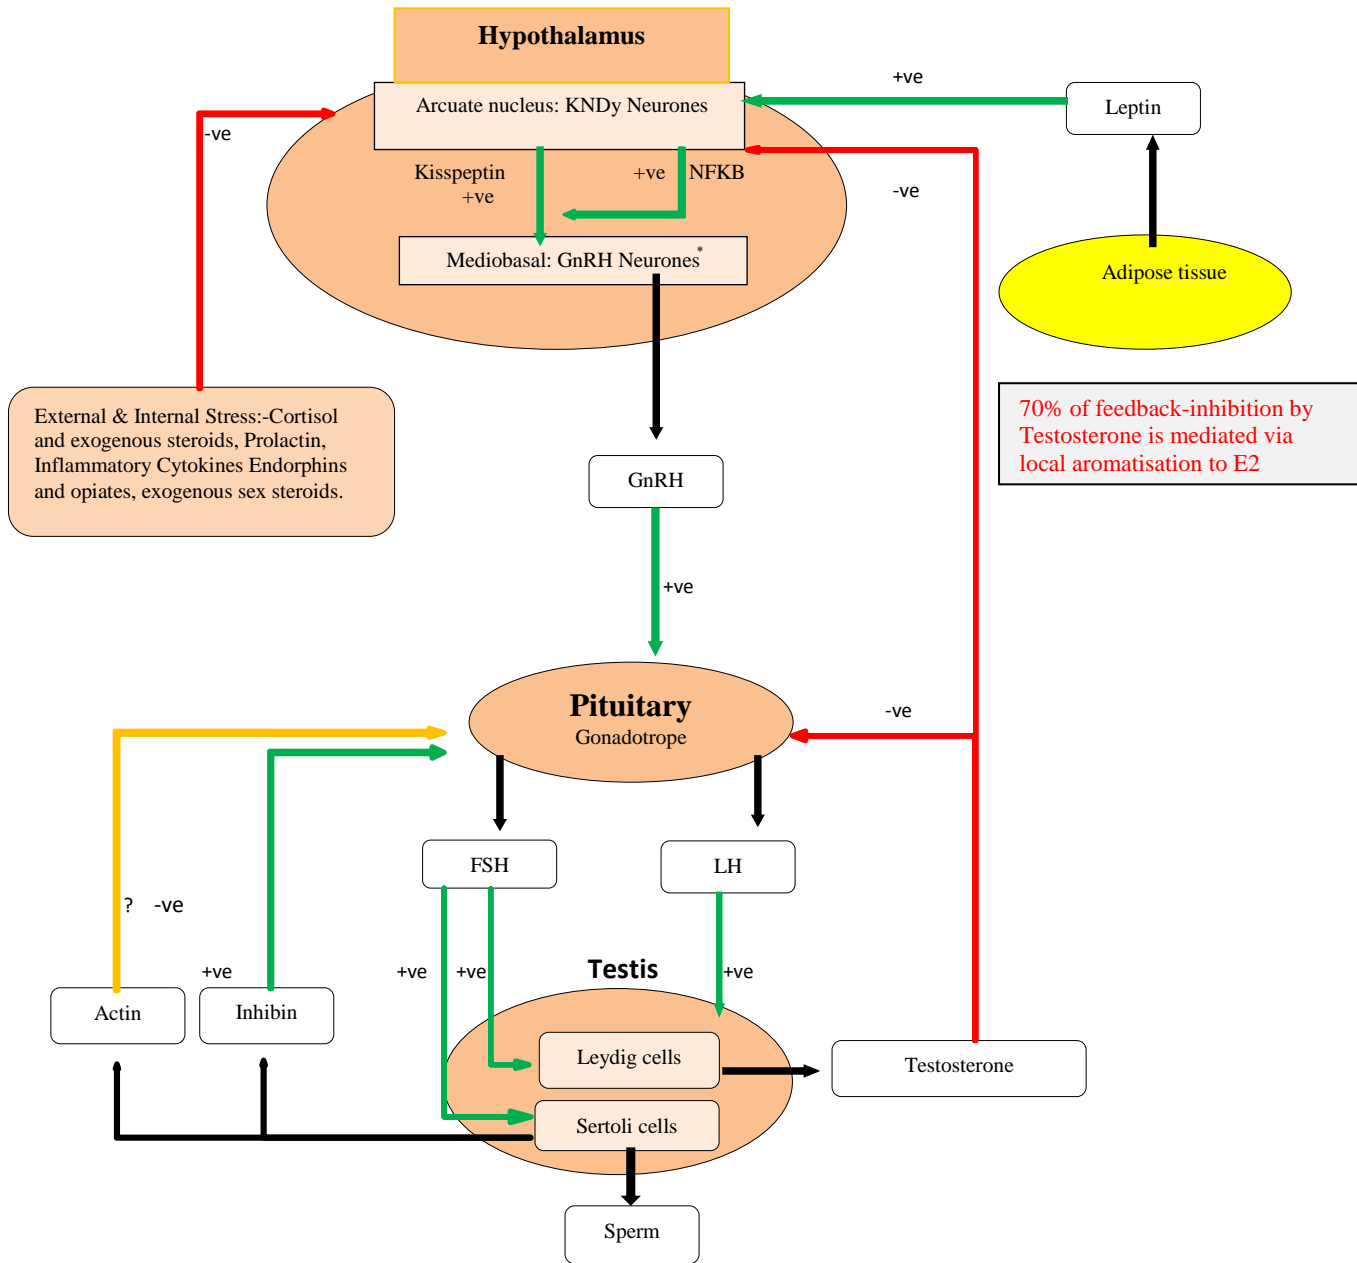 Hypothalamus
+ve
Arcuate nucleus: KNDy Neurones
Leptin
-ve
Kisspeptin
+ve
+ve NFKB
-ve
Mediobasal: GnRH Neurones*
Adipose tissue
External & Internal Stress:-Cortisol
and exogenous steroids, Prolactin,
Inflammatory Cytokines Endorphins
and opiates, exogenous sex steroids.
70% of feedback-inhibition by
Testosterone is mediated via
local aromatisation to E2
GnRH
+ve
Pituitary
Gonadotrope
-ve
FSH
LH
? -ve
+ve
+ve
+ve
Testis
+ve
Actin
Inhibin
Leydig cells
Testosterone
Sertoli cells
Sperm